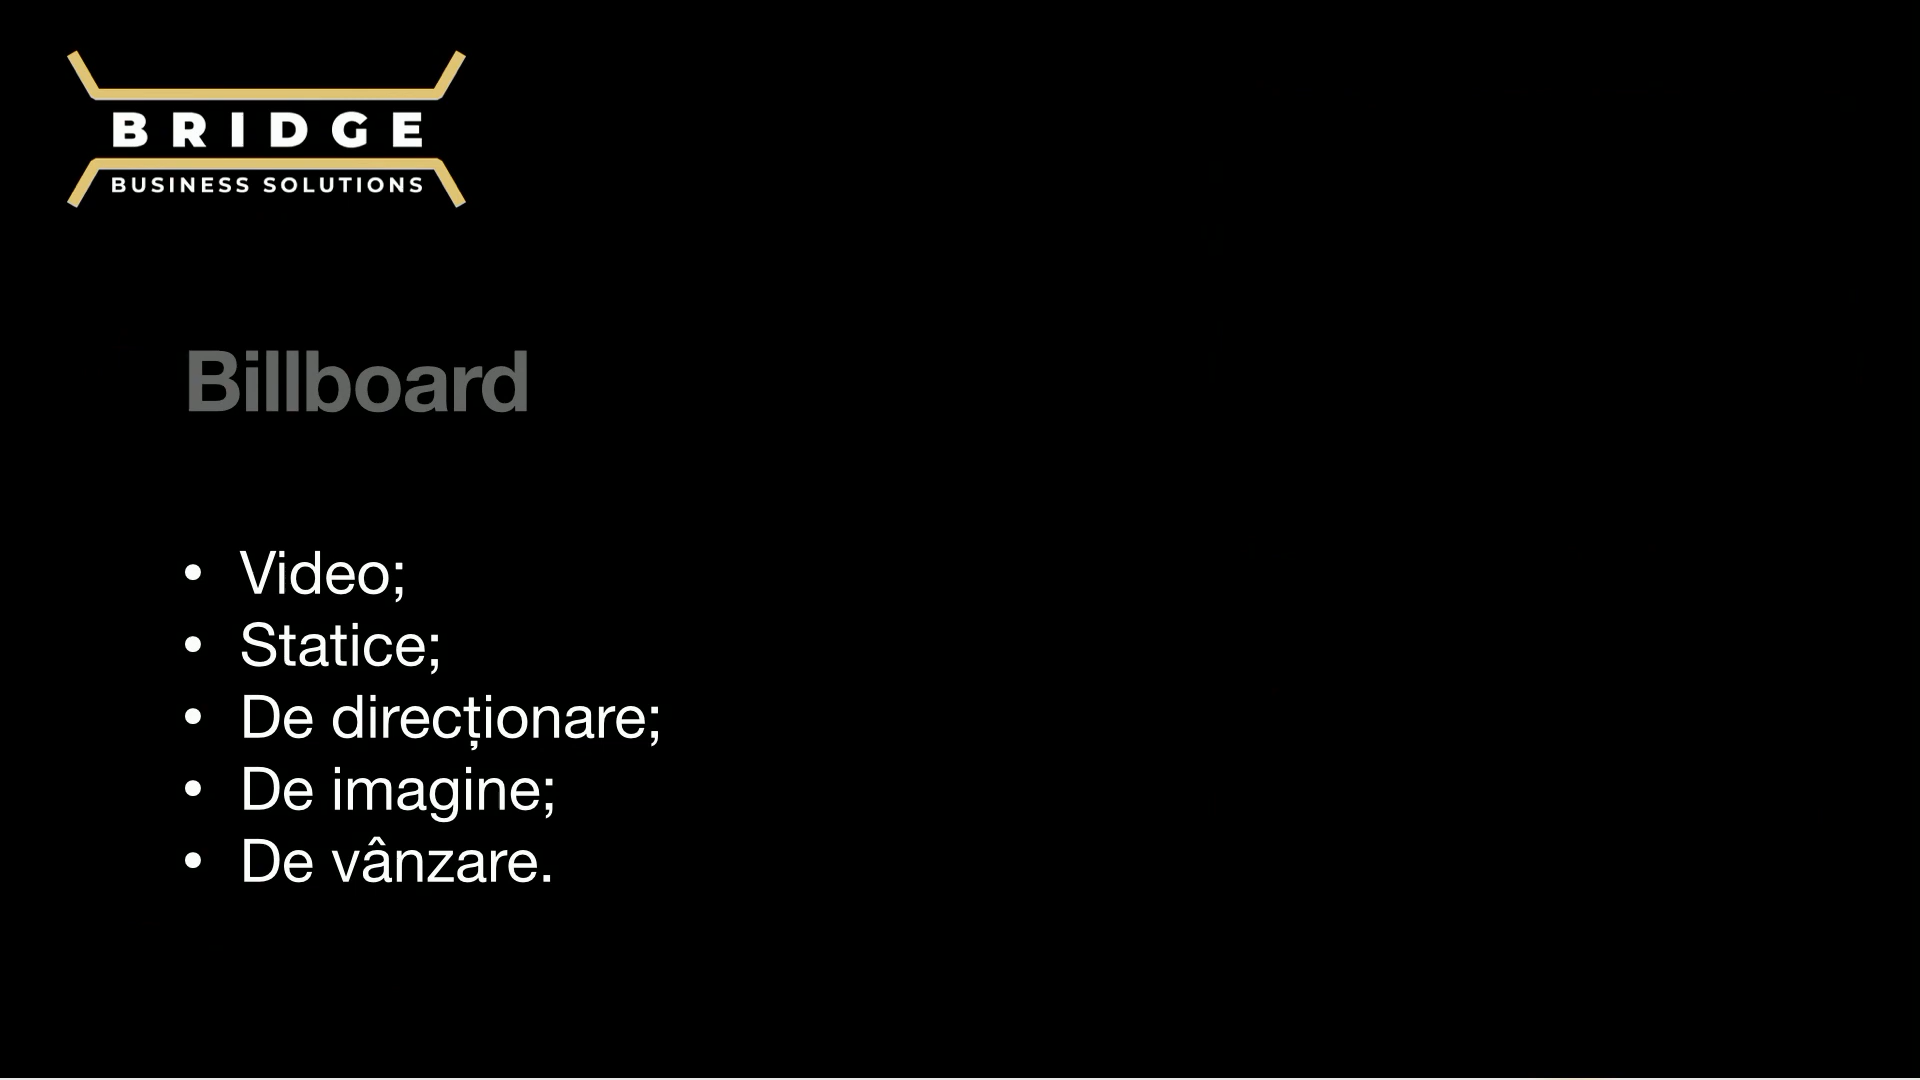 BRIDGE
BUSINESS SOLUTIONS
Billboard
• Video;
• Statice;
• De direcționare;
• De imagine;
• De vânzare.